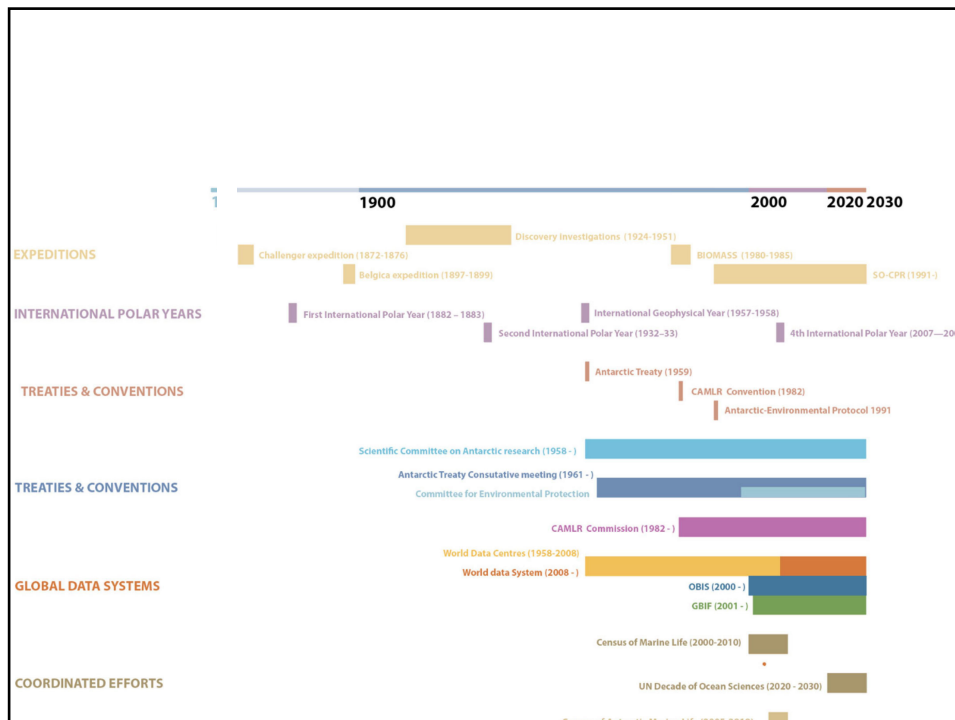 1
1900
2000
2020 2030
Discovery Investigations (1924-1951)
EXPEDITIONS
Challenger expedition (1872-1876)
BIOMASS (1980-1985)
Belgica expedition (1897-1899)
SO-CPR (1991-)
INTERNATIONAL POLAR YEARS
First International Polar Year (1882 – 1883)
International Geophysical Year (1957-1958)
Second International Polar Year (1932–33)
4th International Polar Year (2007—20
Antarctic Treaty (1959)
TREATIES & CONVENTIONS
CAMLR Convention (1982)
Antarctic-Environmental Protocol 1991
Scientific Committee on Antarctic research (1958 - )
Antarctic Treaty Consutative meeting (1961 - )
TREATIES & CONVENTIONS
Committee for Environmental Protection
CAMLR Commission (1982 - )
World Data Centres (1958-2008)
World data System (2008 - )
GLOBAL DATA SYSTEMS
OBIS (2000 - )
GBIF (2001 - )
Census of Marine Life (2000-2010)
COORDINATED EFFORTS
UN Decade of Ocean Sciences (2020 - 2030)